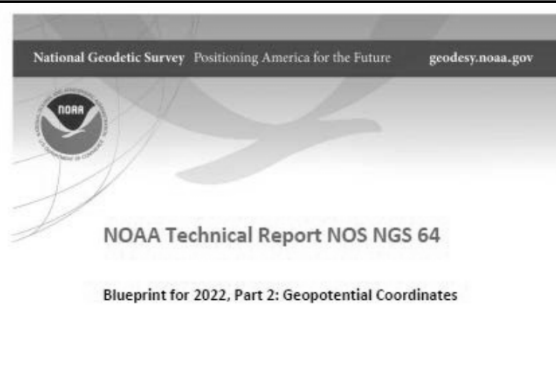 National Geodetic Survey Positioning America for the Future geodesy.noaa.gov
NOAA
NOAA Technical Report NOS NGS 64
Blueprint for 2022, Part 2: Geopotential Coordinates